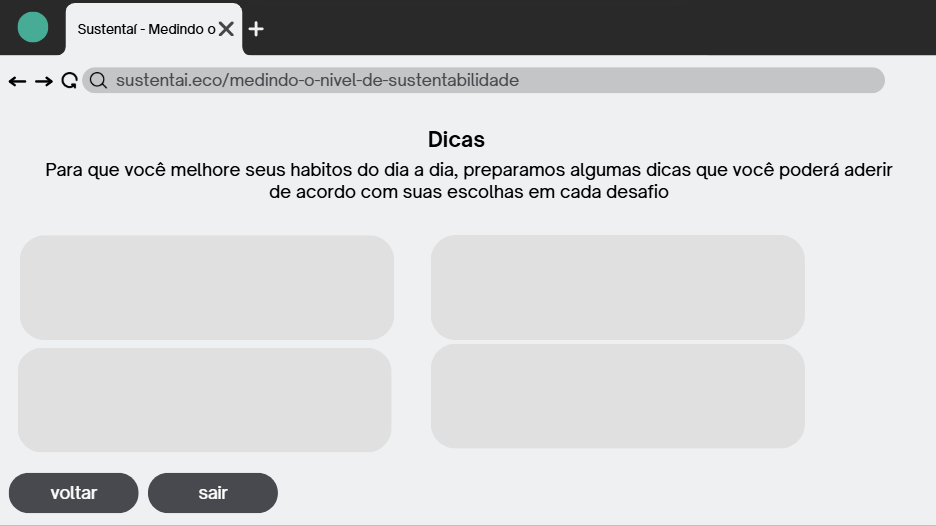 Sustentaí - Medindo o
sustentai.eco/medindo-o-nivel-de-sustentabilidade
Dicas
Para que você melhore seus habitos do dia a dia, preparamos algumas dicas que você poderá aderir
de acordo com suas escolhas em cada desafio
voltar
sair